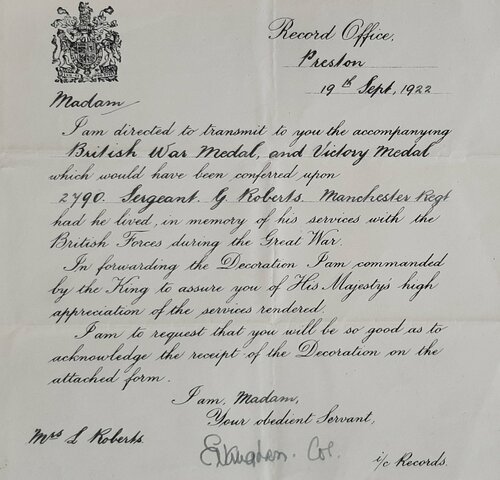 Record Office,
Preston
19th Sept, 1922
Madam
I am directed to transmit to you the accompanying
British War Medal, and Victory Medal
which would have been conferred upon
2790. Sergeant G Roberts. Manchester Regt
had he lived, in memory of his services with the
British Forces during the Great War.
In forwarding the Decoration I am commanded
by the King to assure you of His Majesty's high
appreciation of the services rendered.
I am to request that you will be so good as to
acknowledge the receipt of the Decoration on the
attached form.
I am, Madam,
Your obedient Servant,
Mrs L Roberts
Col.
i/c Records.